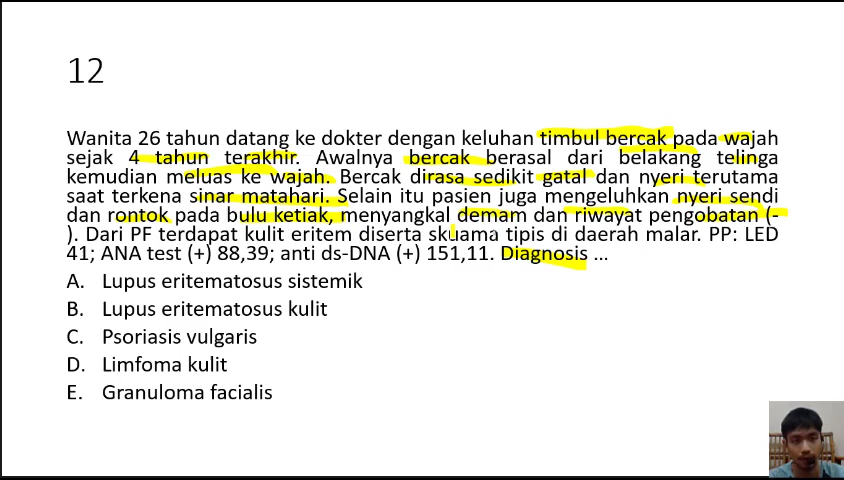 12
Wanita 26 tahun datang ke dokter dengan keluhan timbul bercak pada wajah
sejak 4 tahun terakhir. Awalnya bercak berasal dari belakang telinga
kemudian meluas ke wajah. Bercak dirasa sedikit gatal dan nyeri terutama
saat terkena sinar matahari. Selain itu pasien juga mengeluhkan nyeri sendi
dan rontok pada bulu ketiak, menyangkal demam dan riwayat pengobatan (-
). Dari PF terdapat kulit eritem diserta skuama tipis di daerah malar. PP: LED
41; ANA test (+) 88,39; anti ds-DNA (+) 151,11. Diagnosis ...
A. Lupus eritematosus sistemik
B. Lupus eritematosus kulit
C. Psoriasis vulgaris
D. Limfoma kulit
E. Granuloma facialis